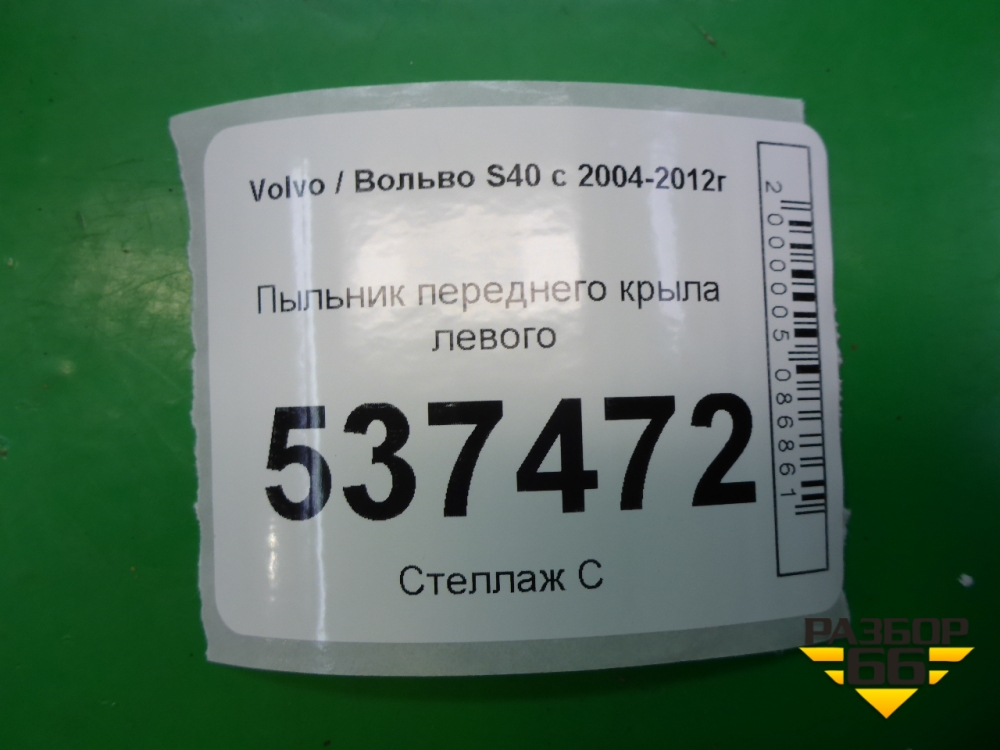 Volvo / Вольво S40 с 2004-2012г
Пыльник переднего крыла
левого
537472
Стеллаж С
2000005086861
РАЗБОР
66